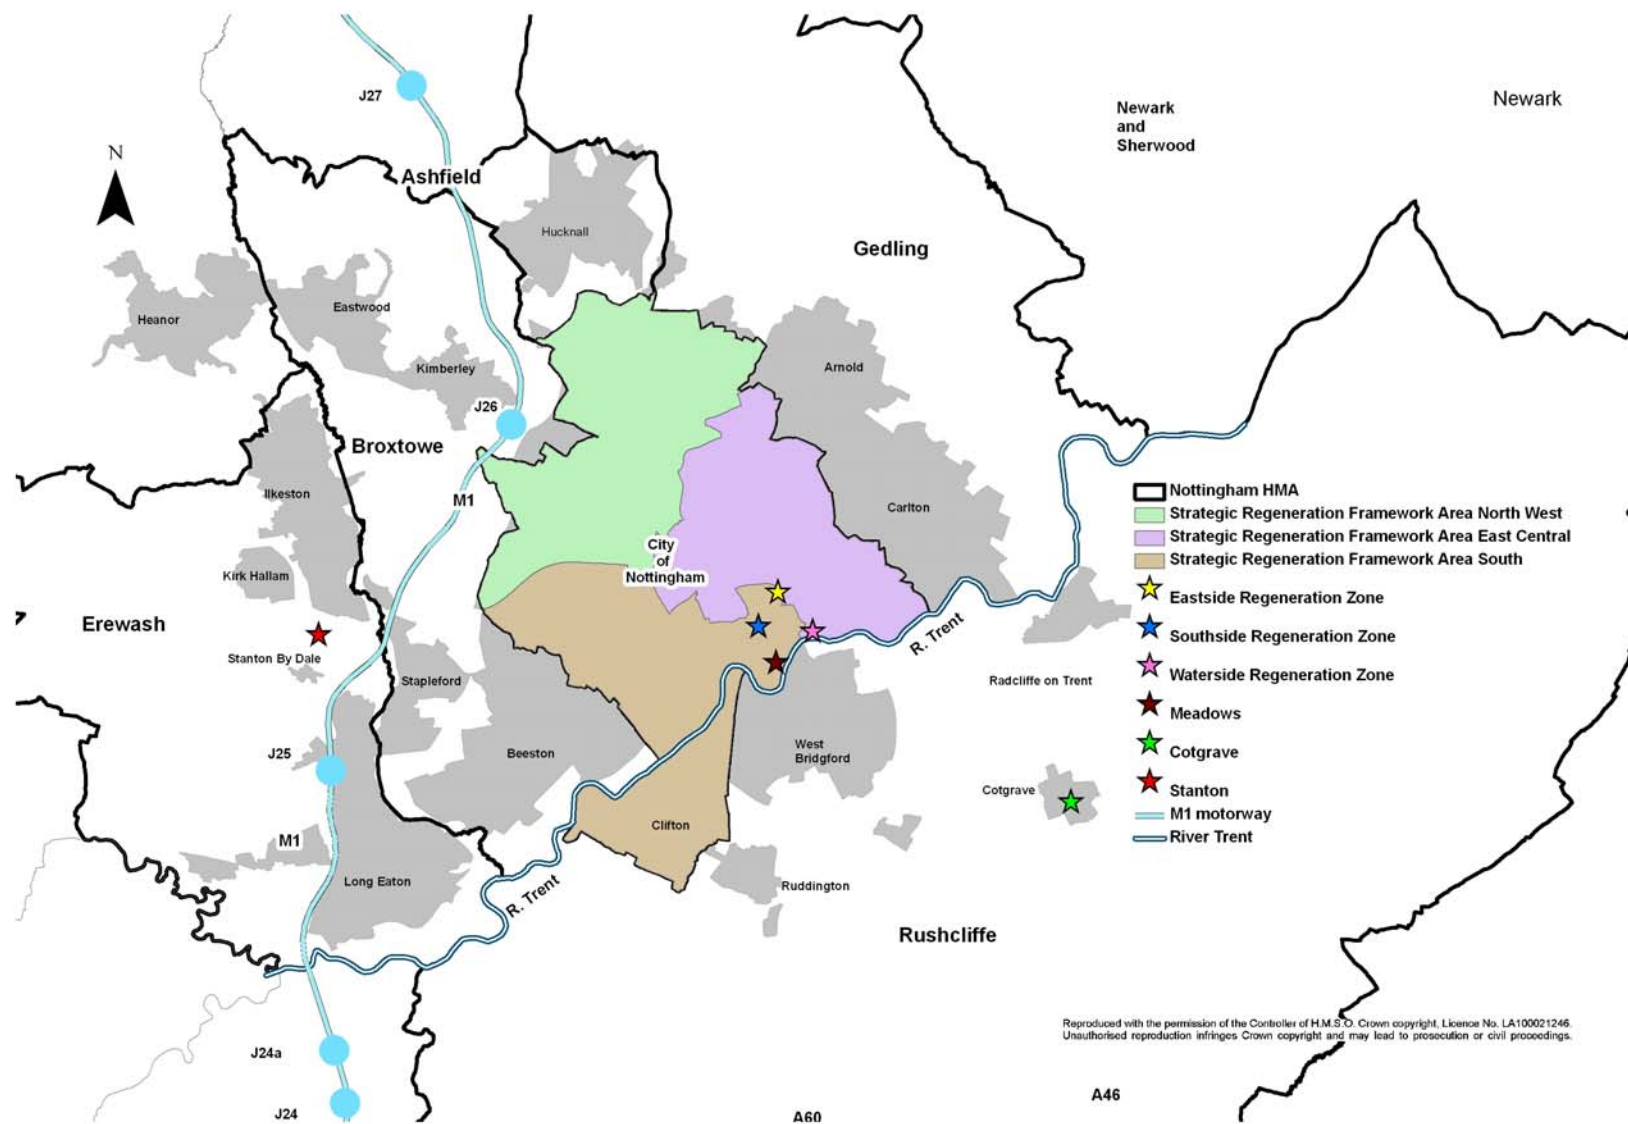 J27
Newark
and
Sherwood
Newark
N
Ashfield
Hucknall
Gedling
Heanor
Eastwood
Kimberley
Arnold
J26
Broxtowe
M1
Ilkeston
Carlton
City
of
Nottingham
Kirk Hallam
Erewash
Stanton By Dale
Stapleford
R. Trent
Radcliffe on Trent
J25
Beeston
West
Bridgford
Cotgrave
Clifton
M1
Long Eaton
R. Trent
Ruddington
Rushcliffe
Nottingham HMA
Strategic Regeneration Framework Area North West
Strategic Regeneration Framework Area East Central
Strategic Regeneration Framework Area South
Eastside Regeneration Zone
Southside Regeneration Zone
Waterside Regeneration Zone
Meadows
Cotgrave
Stanton
M1 motorway
River Trent
Reproduced with the permission of the Controller of H.M.S.O. Crown copyright, Licence No. LA100021246.
Unauthorised reproduction infringes Crown copyright and may lead to prosecution or civil proceedings.
J24a
J24
A60
A46